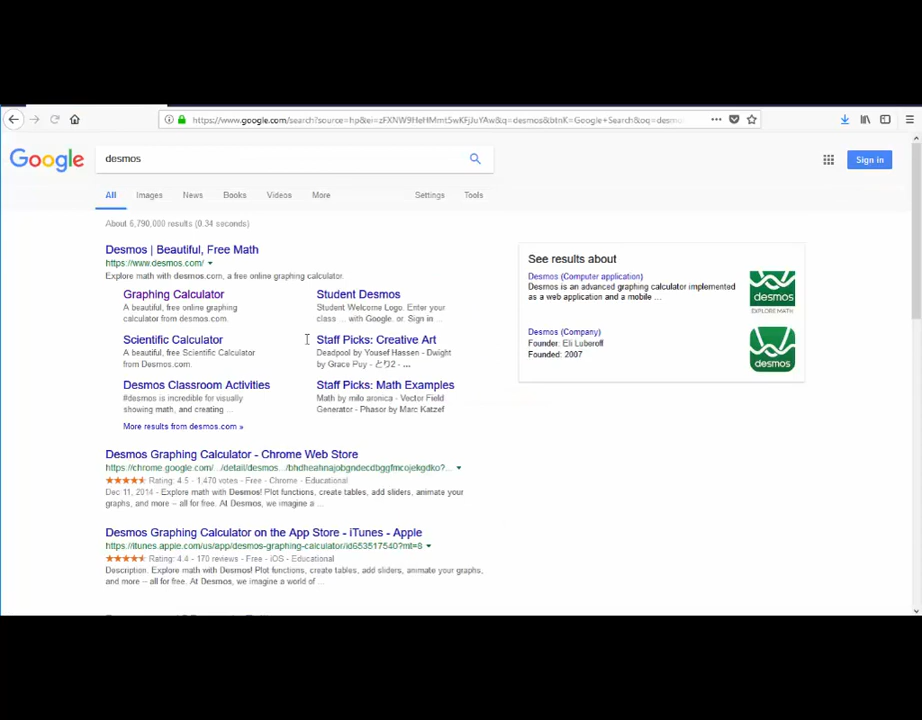 https://www.google.com/search?source=hp&ei=
Google
desmos
Sign in
All Images News Books Videos More Settings Tools
About 6,790,000 results (0.34 seconds)
Desmos | Beautiful, Free Math
https://www.desmos.com/
Explore math with desmos.com, a free online graphing calculator.
Graphing Calculator
A beautiful, free online graphing
calculator from desmos.com.
Student Desmos
Student Welcome Logo. Enter your
class ... with Google. or. Sign in ...
Scientific Calculator
A beautiful, free Scientific Calculator
from Desmos.com.
Staff Picks: Creative Art
Deadpool by Yousef Hassen - Dwight
by Grace Puy - とり2 - ...
Desmos Classroom Activities
#desmos is incredible for visually
showing math, and creating ...
Staff Picks: Math Examples
Math by milo aronica - Vector Field
Generator - Phasor by Marc Katzef
More results from desmos.com »
See results about
Desmos (Computer application)
Desmos is an advanced graphing calculator implemented
as a web application and a mobile ...
desmos
EXPLORE MATH
Desmos (Company)
Founder: Eli Luberoff
Founded: 2007
desmos
Desmos Graphing Calculator - Chrome Web Store
https://chrome.google.com/.../detail/desmos...
Rating: 4.5 - 1,470 votes - Free - Chrome - Educational
Dec 11, 2014 - Explore math with Desmos! Plot functions, create tables, add sliders, animate your
graphs, and more -- all for free. At Desmos, we imagine a ...
Desmos Graphing Calculator on the App Store - iTunes - Apple
https://itunes.apple.com/us/app/desmos-graphing-calculator/id653517540?mt=8
Rating: 4.4 - 170 reviews - Free - iOS - Educational
Description. Explore math with Desmos! Plot functions, create tables, add sliders, animate your graphs,
and more -- all for free. At Desmos, we imagine a world of ...